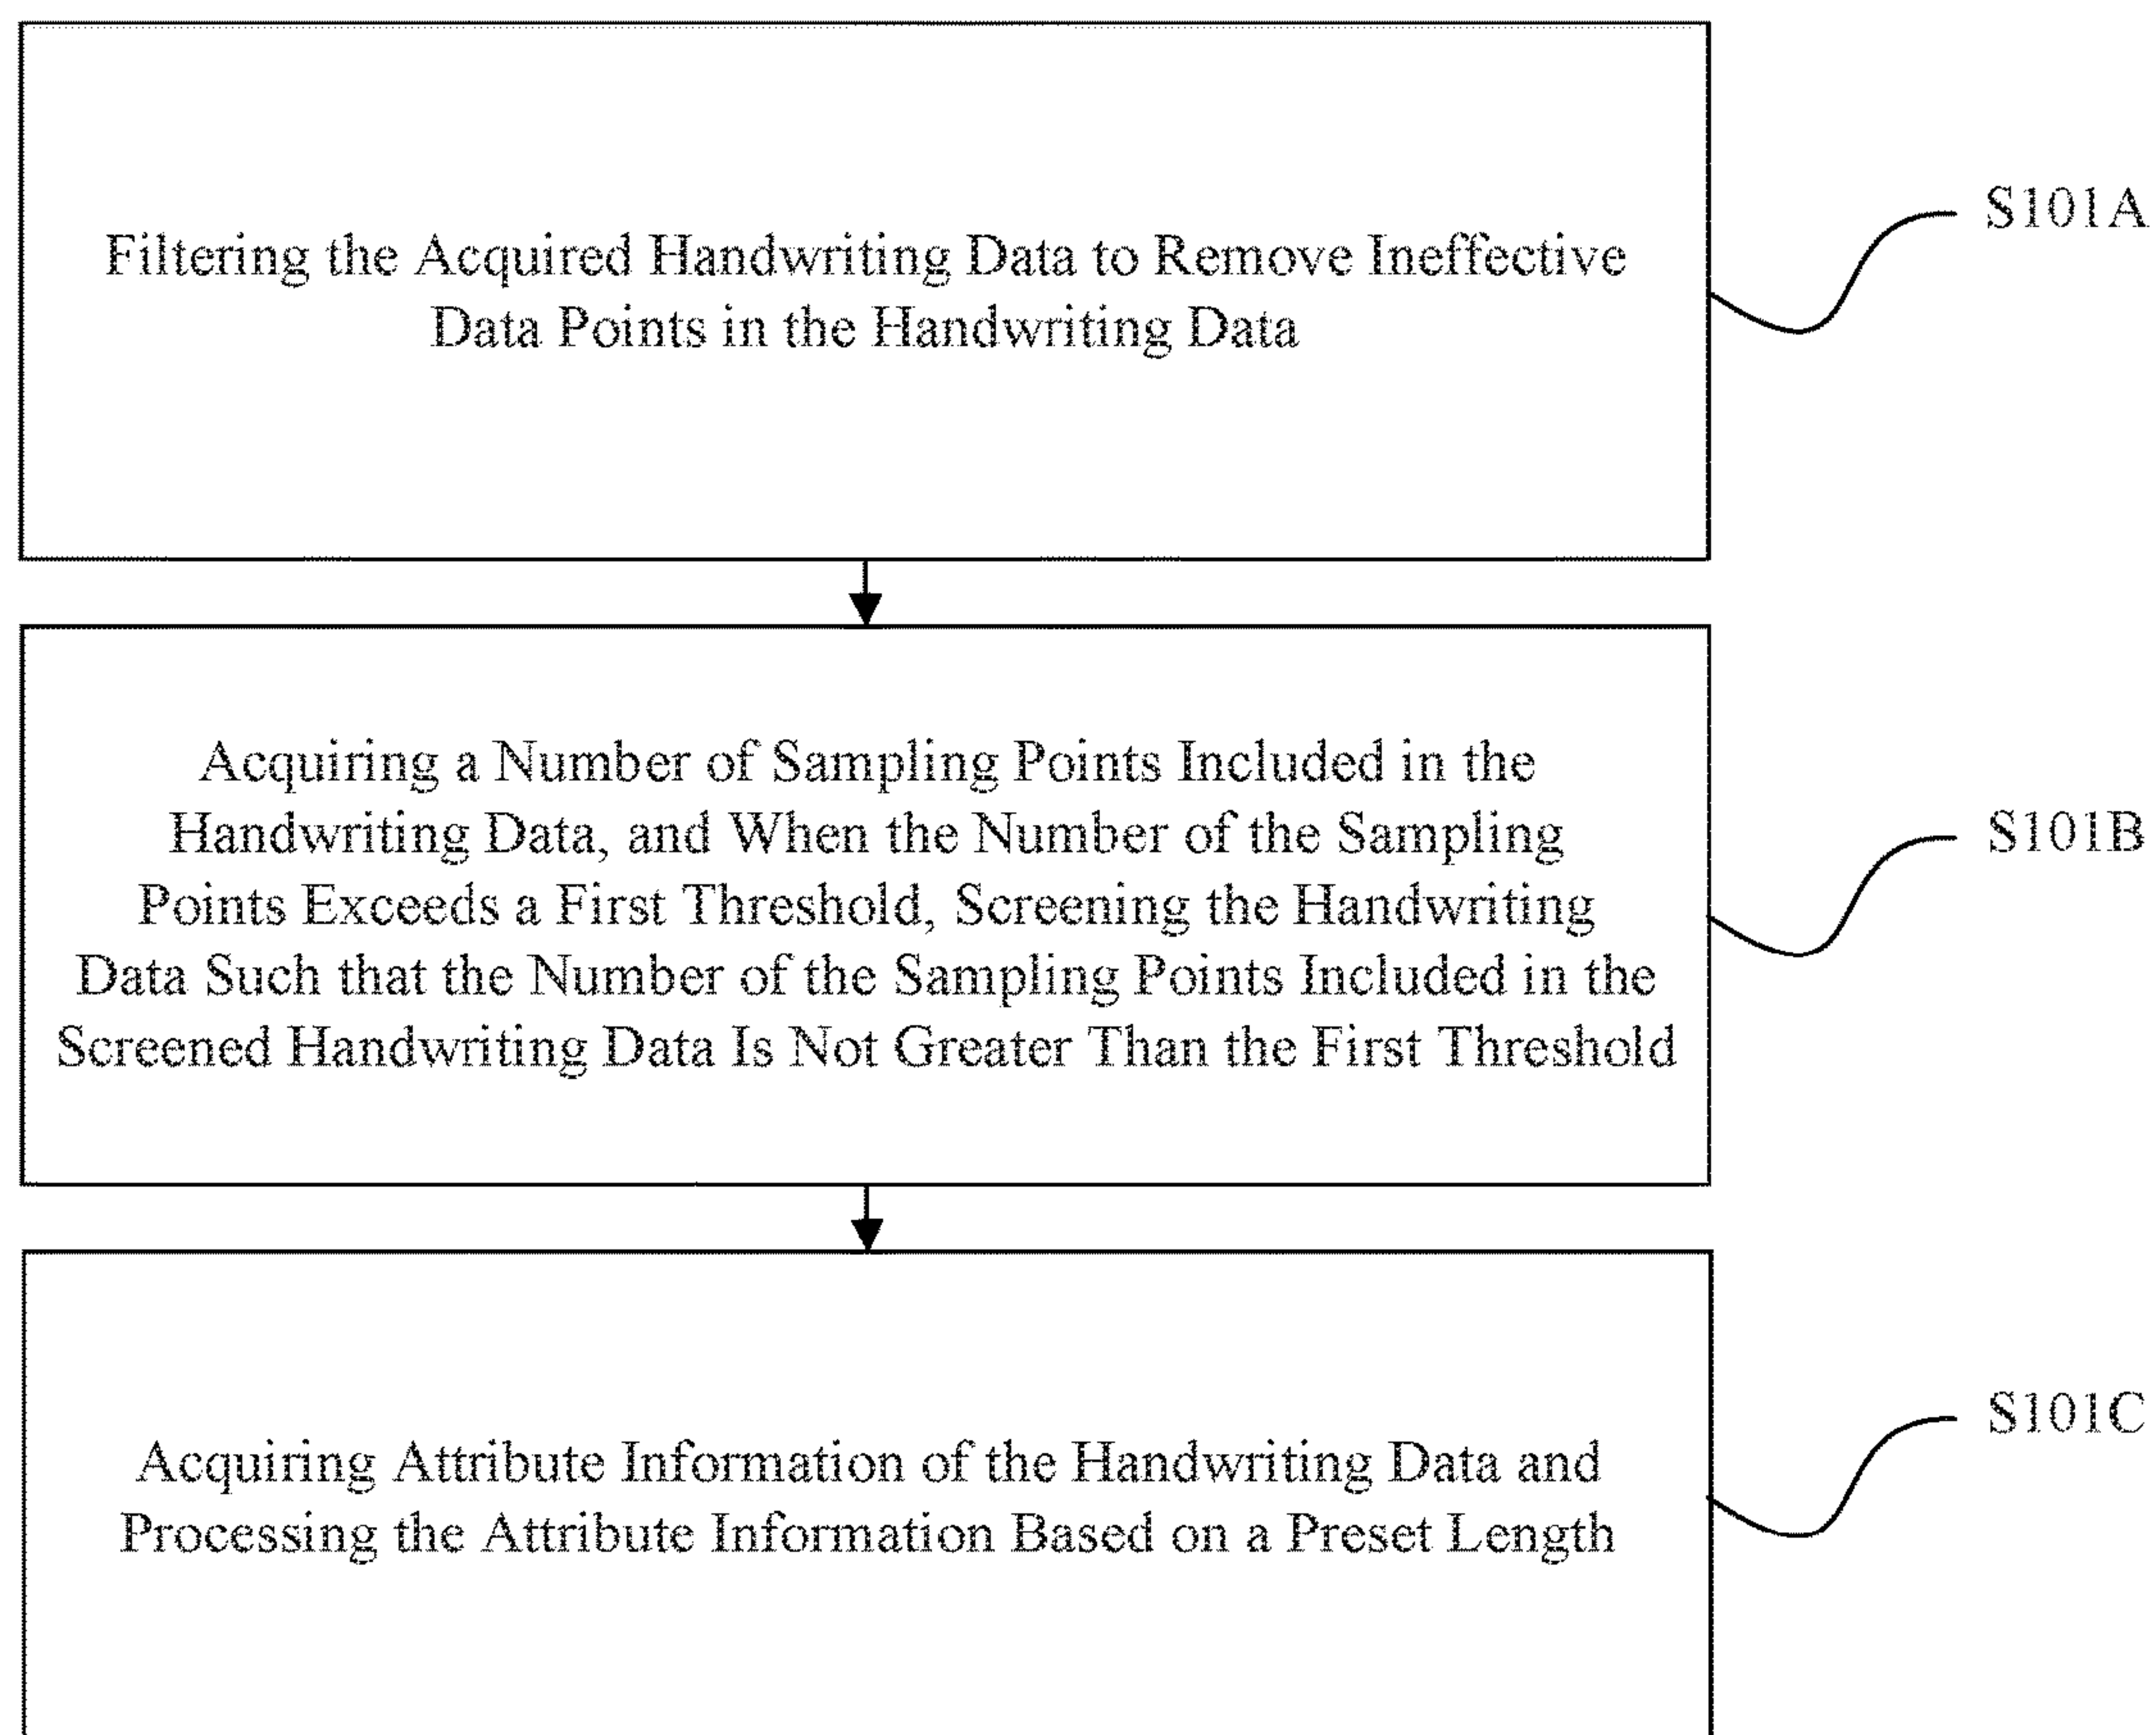 Filtering the Acquired Handwriting Data to Remove Ineffective
Data Points in the Handwriting Data
S101A
Acquiring a Number of Sampling Points Included in the
Handwriting Data, and When the Number of the Sampling
Points Exceeds a First Threshold, Screening the Handwriting
Data Such that the Number of the Sampling Points Included in the
Screened Handwriting Data Is Not Greater Than the First Threshold
S101B
Acquiring Attribute Information of the Handwriting Data and
Processing the Attribute Information Based on a Preset Length
S101C